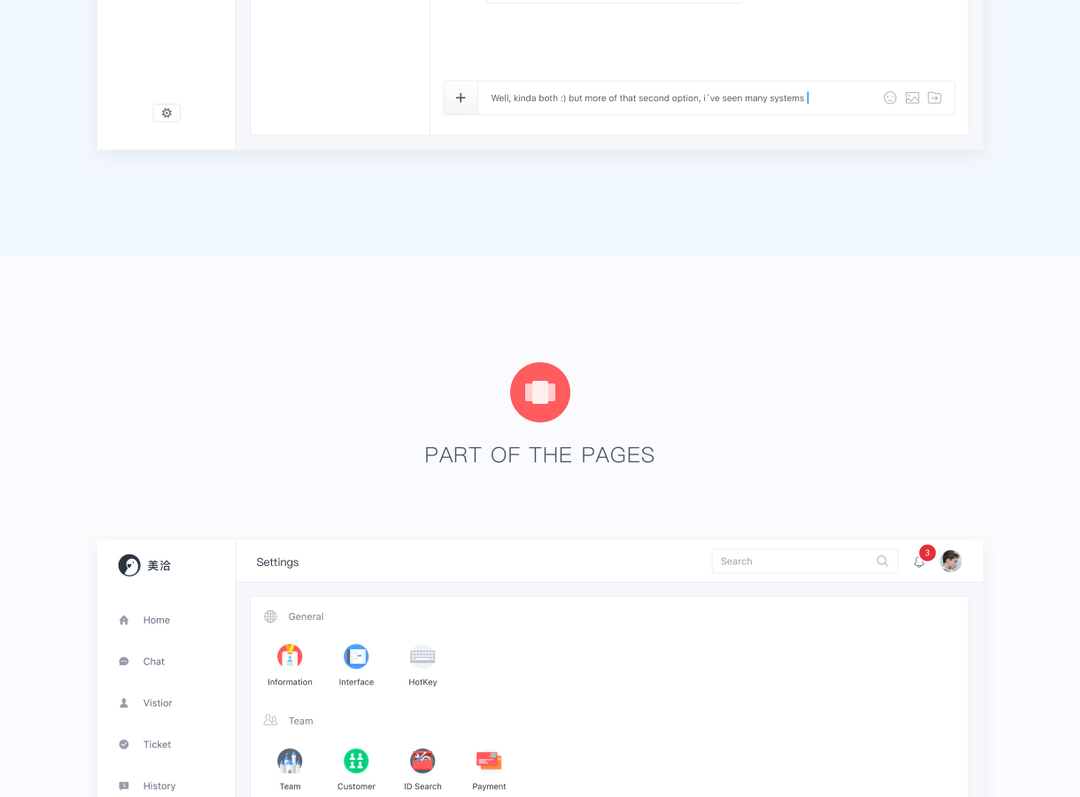 Well, kinda both :) but more of that second option, i`ve seen many systems
PART OF THE PAGES
美洽
Settings
Search
3
Home
Chat
Vistior
Ticket
History
General
Information
Interface
HotKey
Team
Team
Customer
ID Search
Payment